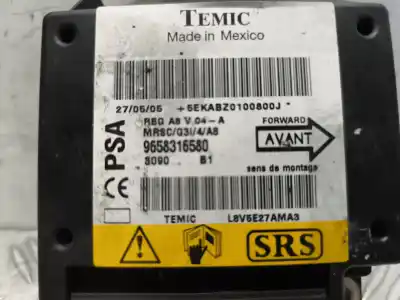 TEMIC
Made in Mexico
27/05/05 +5EKABZ0100800J*
PSA
REG A8 V 04-A
MRSC/G3i/4/A8
9658316580
S090 B1
FORWARD
AVANT
sens de montage
CE
TEMIC L8V5E27AMA3
SRS